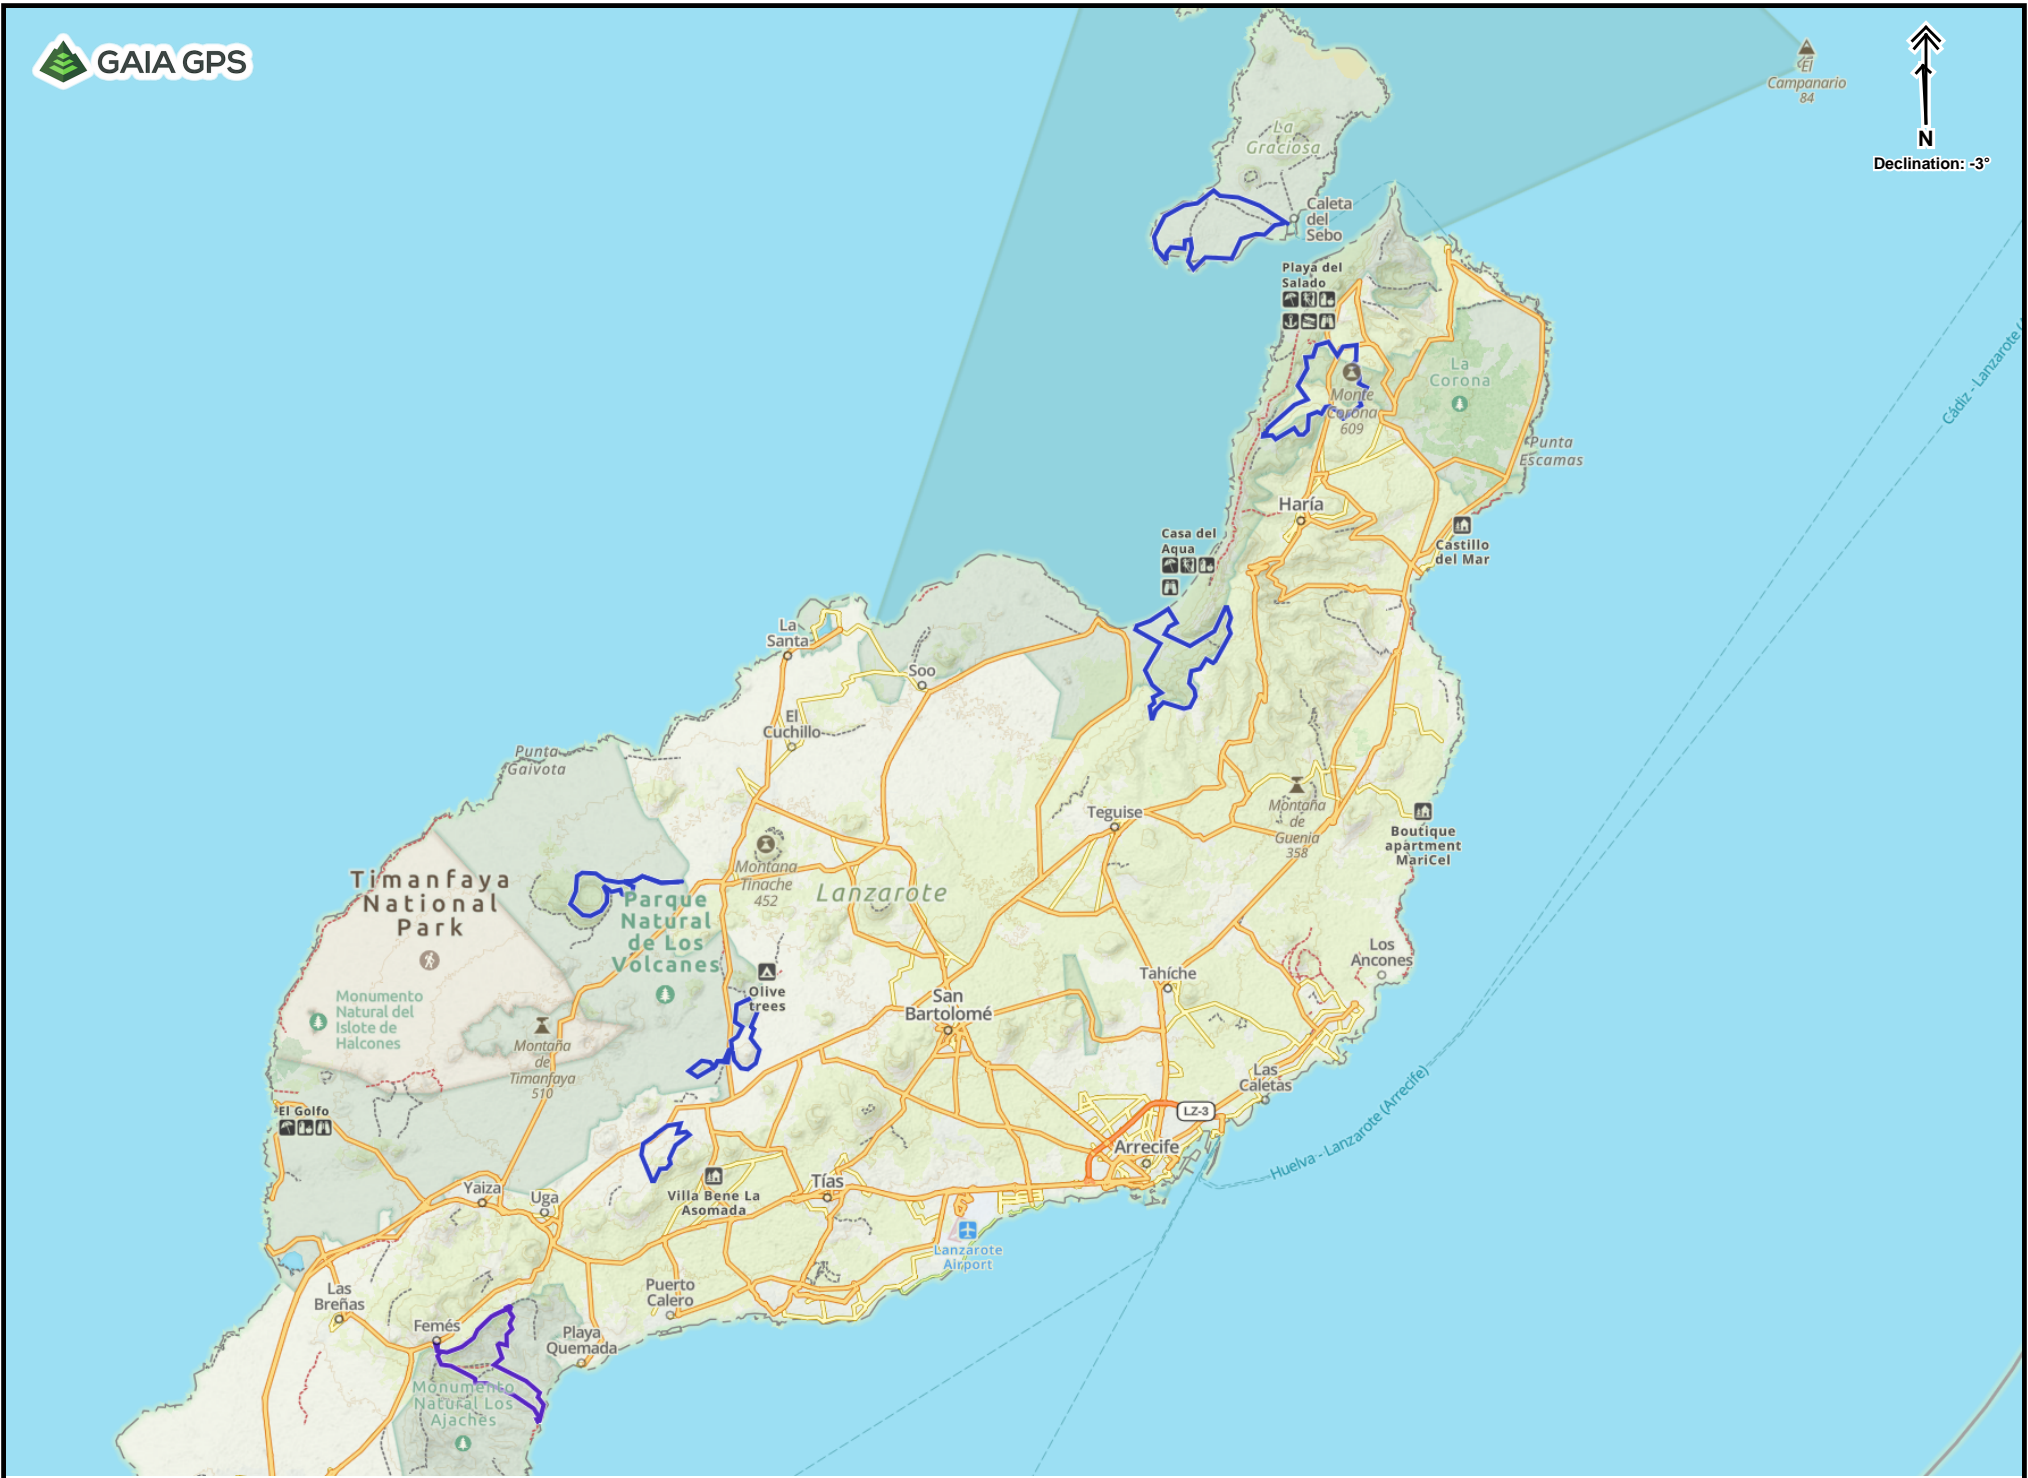 GAIA GPS
N
Declination: -3°
El
Campanario
84
La
Graciosa
Caleta
del
Sebo
Playa del
Salado
La
Corona
Monte
Corona
609
Punta
Escamas
Cádiz - Lanzarote (
Haría
Castillo
del Mar
Casa del
Aqua
La
Santa
Soo
El
Cuchillo
Punta
Gaivota
Teguise
Montaña
de
Guenia
358
Boutique
apartment
MariCel
Montana
Tinache
452
Lanzarote
Timanfaya
National
Park
Parque
Natural
de Los
Volcanes
Los
Ancones
Tahíche
Olive
trees
San
Bartolomé
Monumento
Natural del
Islote de
Halcones
Montaña
de
Timanfaya
510
Las
Caletas
LZ-3
El Golfo
Arrecife
Huelva - Lanzarote (Arrecife)
Yaiza
Uga
Villa Bene La
Asomada
Tías
Lanzarote
Airport
Las
Breñas
Puerto
Calero
Femés
Playa
Quemada
Monumento
Natural Los
Ajaches